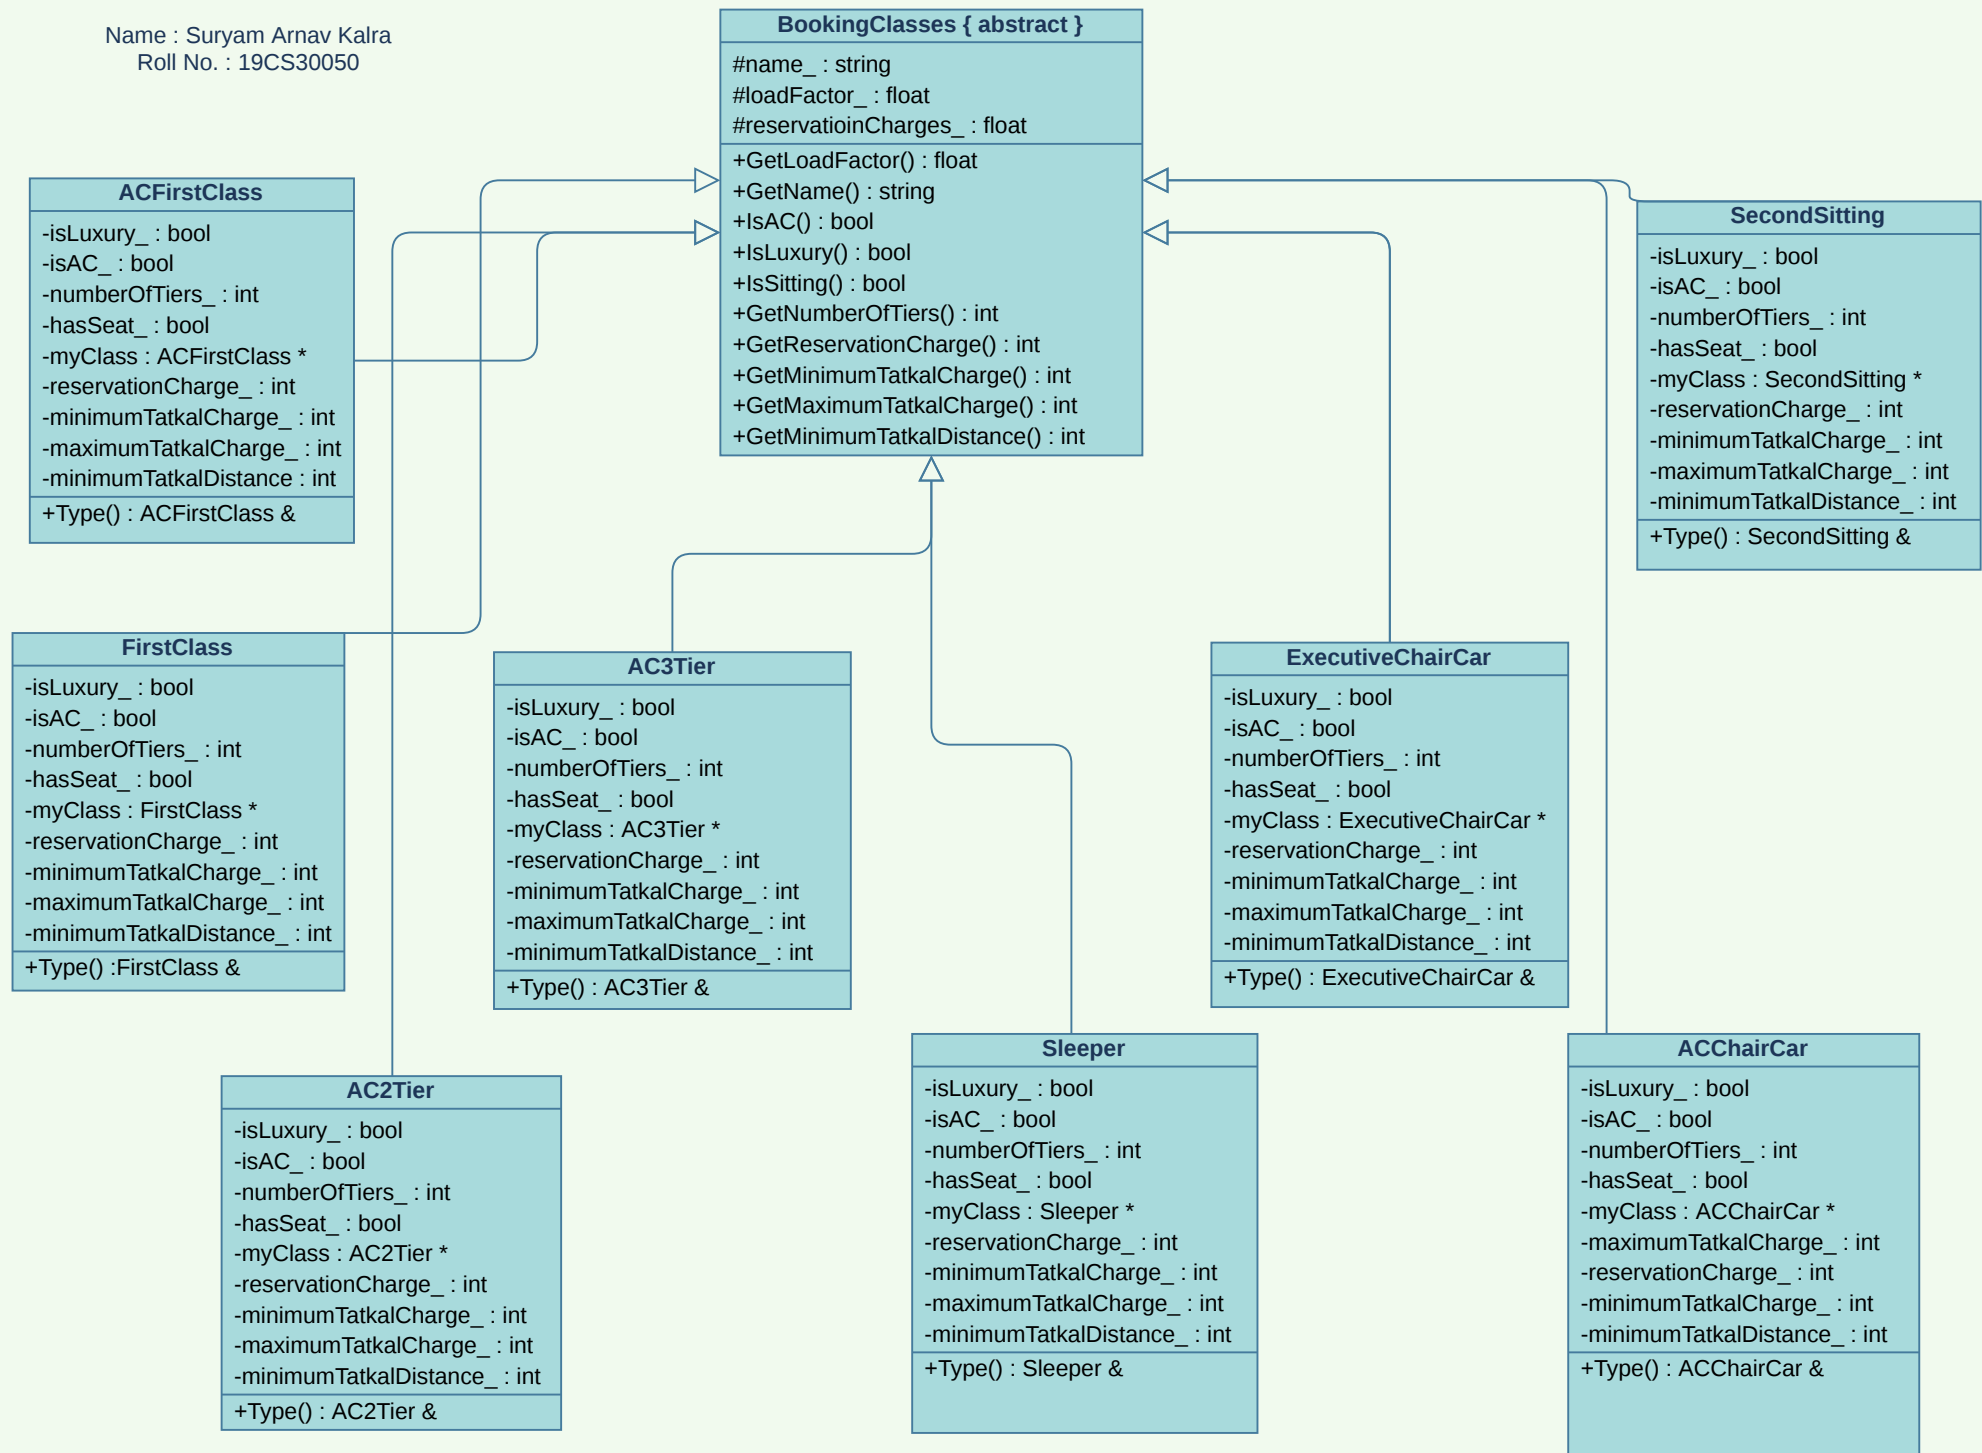 Name : Suryam Arnav Kalra
Roll No. : 19CS30050
BookingClasses { abstract }
#name_ : string
#loadFactor_ : float
#reservatioinCharges_ : float
+GetLoadFactor() : float
+GetName() : string
+IsAC() : bool
+IsLuxury() : bool
+IsSitting() : bool
+GetNumberOfTiers() : int
+GetReservationCharge() : int
+GetMinimumTatkalCharge() : int
+GetMaximumTatkalCharge() : int
+GetMinimumTatkalDistance() : int
ACFirstClass
-isLuxury_ : bool
-isAC_ : bool
-numberOfTiers_ : int
-hasSeat_ : bool
-myClass : ACFirstClass *
-reservationCharge_ : int
-minimumTatkalCharge_ : int
-maximumTatkalCharge_ : int
-minimumTatkalDistance : int
+Type() : ACFirstClass &
SecondSitting
-isLuxury_ : bool
-isAC_ : bool
-numberOfTiers_ : int
-hasSeat_ : bool
-myClass : SecondSitting *
-reservationCharge_ : int
-minimumTatkalCharge_ : int
-maximumTatkalCharge_ : int
-minimumTatkalDistance_ : int
+Type() : SecondSitting &
FirstClass
-isLuxury_ : bool
-isAC_ : bool
-numberOfTiers_ : int
-hasSeat_ : bool
-myClass : FirstClass *
-reservationCharge_ : int
-minimumTatkalCharge_ : int
-maximumTatkalCharge_ : int
-minimumTatkalDistance_ : int
+Type() :FirstClass &
AC3Tier
-isLuxury_ : bool
-isAC_ : bool
-numberOfTiers_ : int
-hasSeat_ : bool
-myClass : AC3Tier *
-reservationCharge_ : int
-minimumTatkalCharge_ : int
-maximumTatkalCharge_ : int
-minimumTatkalDistance_ : int
+Type() : AC3Tier &
ExecutiveChairCar
-isLuxury_ : bool
-isAC_ : bool
-numberOfTiers_ : int
-hasSeat_ : bool
-myClass : ExecutiveChairCar *
-reservationCharge_ : int
-minimumTatkalCharge_ : int
-maximumTatkalCharge_ : int
-minimumTatkalDistance_ : int
+Type() : ExecutiveChairCar &
AC2Tier
-isLuxury_ : bool
-isAC_ : bool
-numberOfTiers_ : int
-hasSeat_ : bool
-myClass : AC2Tier *
-reservationCharge_ : int
-minimumTatkalCharge_ : int
-maximumTatkalCharge_ : int
-minimumTatkalDistance_ : int
+Type() : AC2Tier &
Sleeper
-isLuxury_ : bool
-isAC_ : bool
-numberOfTiers_ : int
-hasSeat_ : bool
-myClass : Sleeper *
-reservationCharge_ : int
-minimumTatkalCharge_ : int
-maximumTatkalCharge_ : int
-minimumTatkalDistance_ : int
+Type() : Sleeper &
ACChairCar
-isLuxury_ : bool
-isAC_ : bool
-numberOfTiers_ : int
-hasSeat_ : bool
-myClass : ACChairCar *
-maximumTatkalCharge_ : int
-reservationCharge_ : int
-minimumTatkalCharge_ : int
-minimumTatkalDistance_ : int
+Type() : ACChairCar &